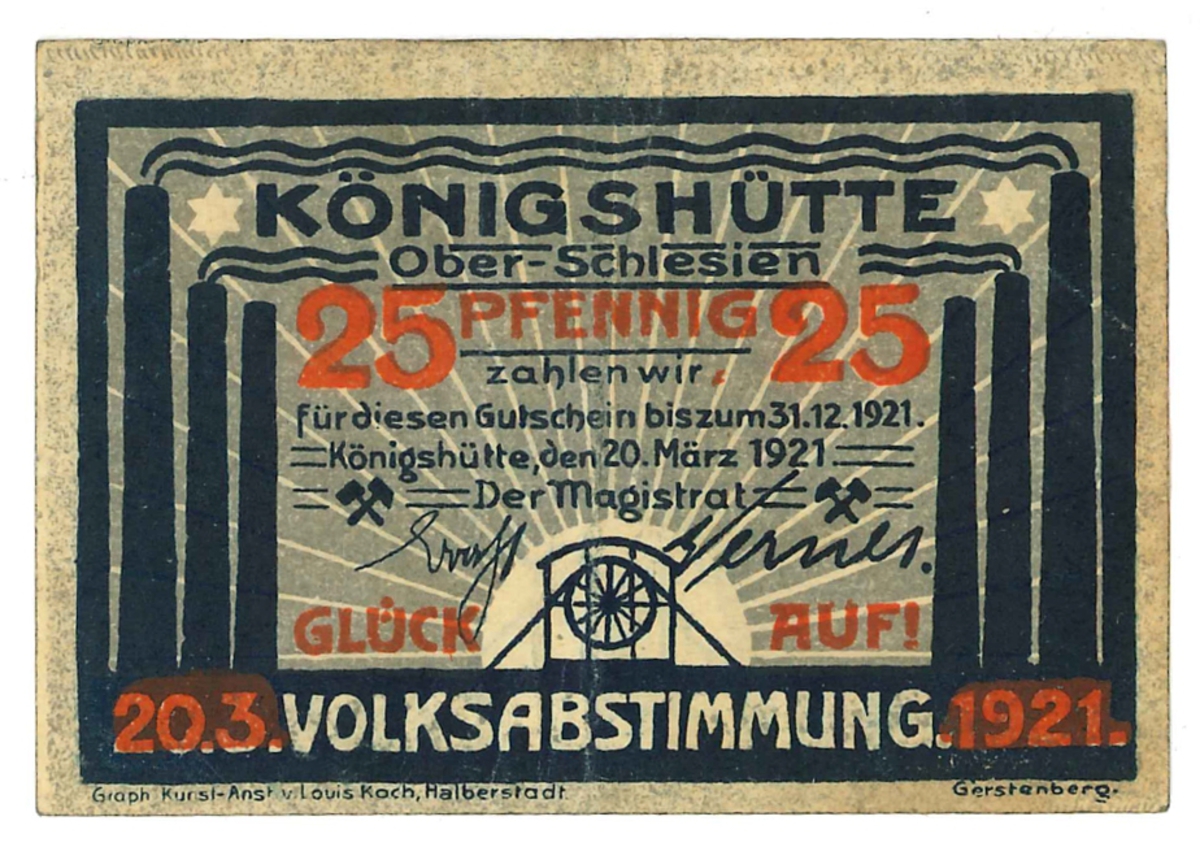 KÖNIGSHÜTTE
Ober-Schlesien
25 PFENNIG 25
zahlen wir
für diesen Gutschein bis zum 31.12.1921.
Königshütte, den 20. März 1921
Der Magistrat
Werner.
GLÜCK AUF!
20.3. VOLKSABSTIMMUNG. 1921.
Graph. Kunst-Anst. v. Louis Koch, Halberstadt. Gerstenberg.